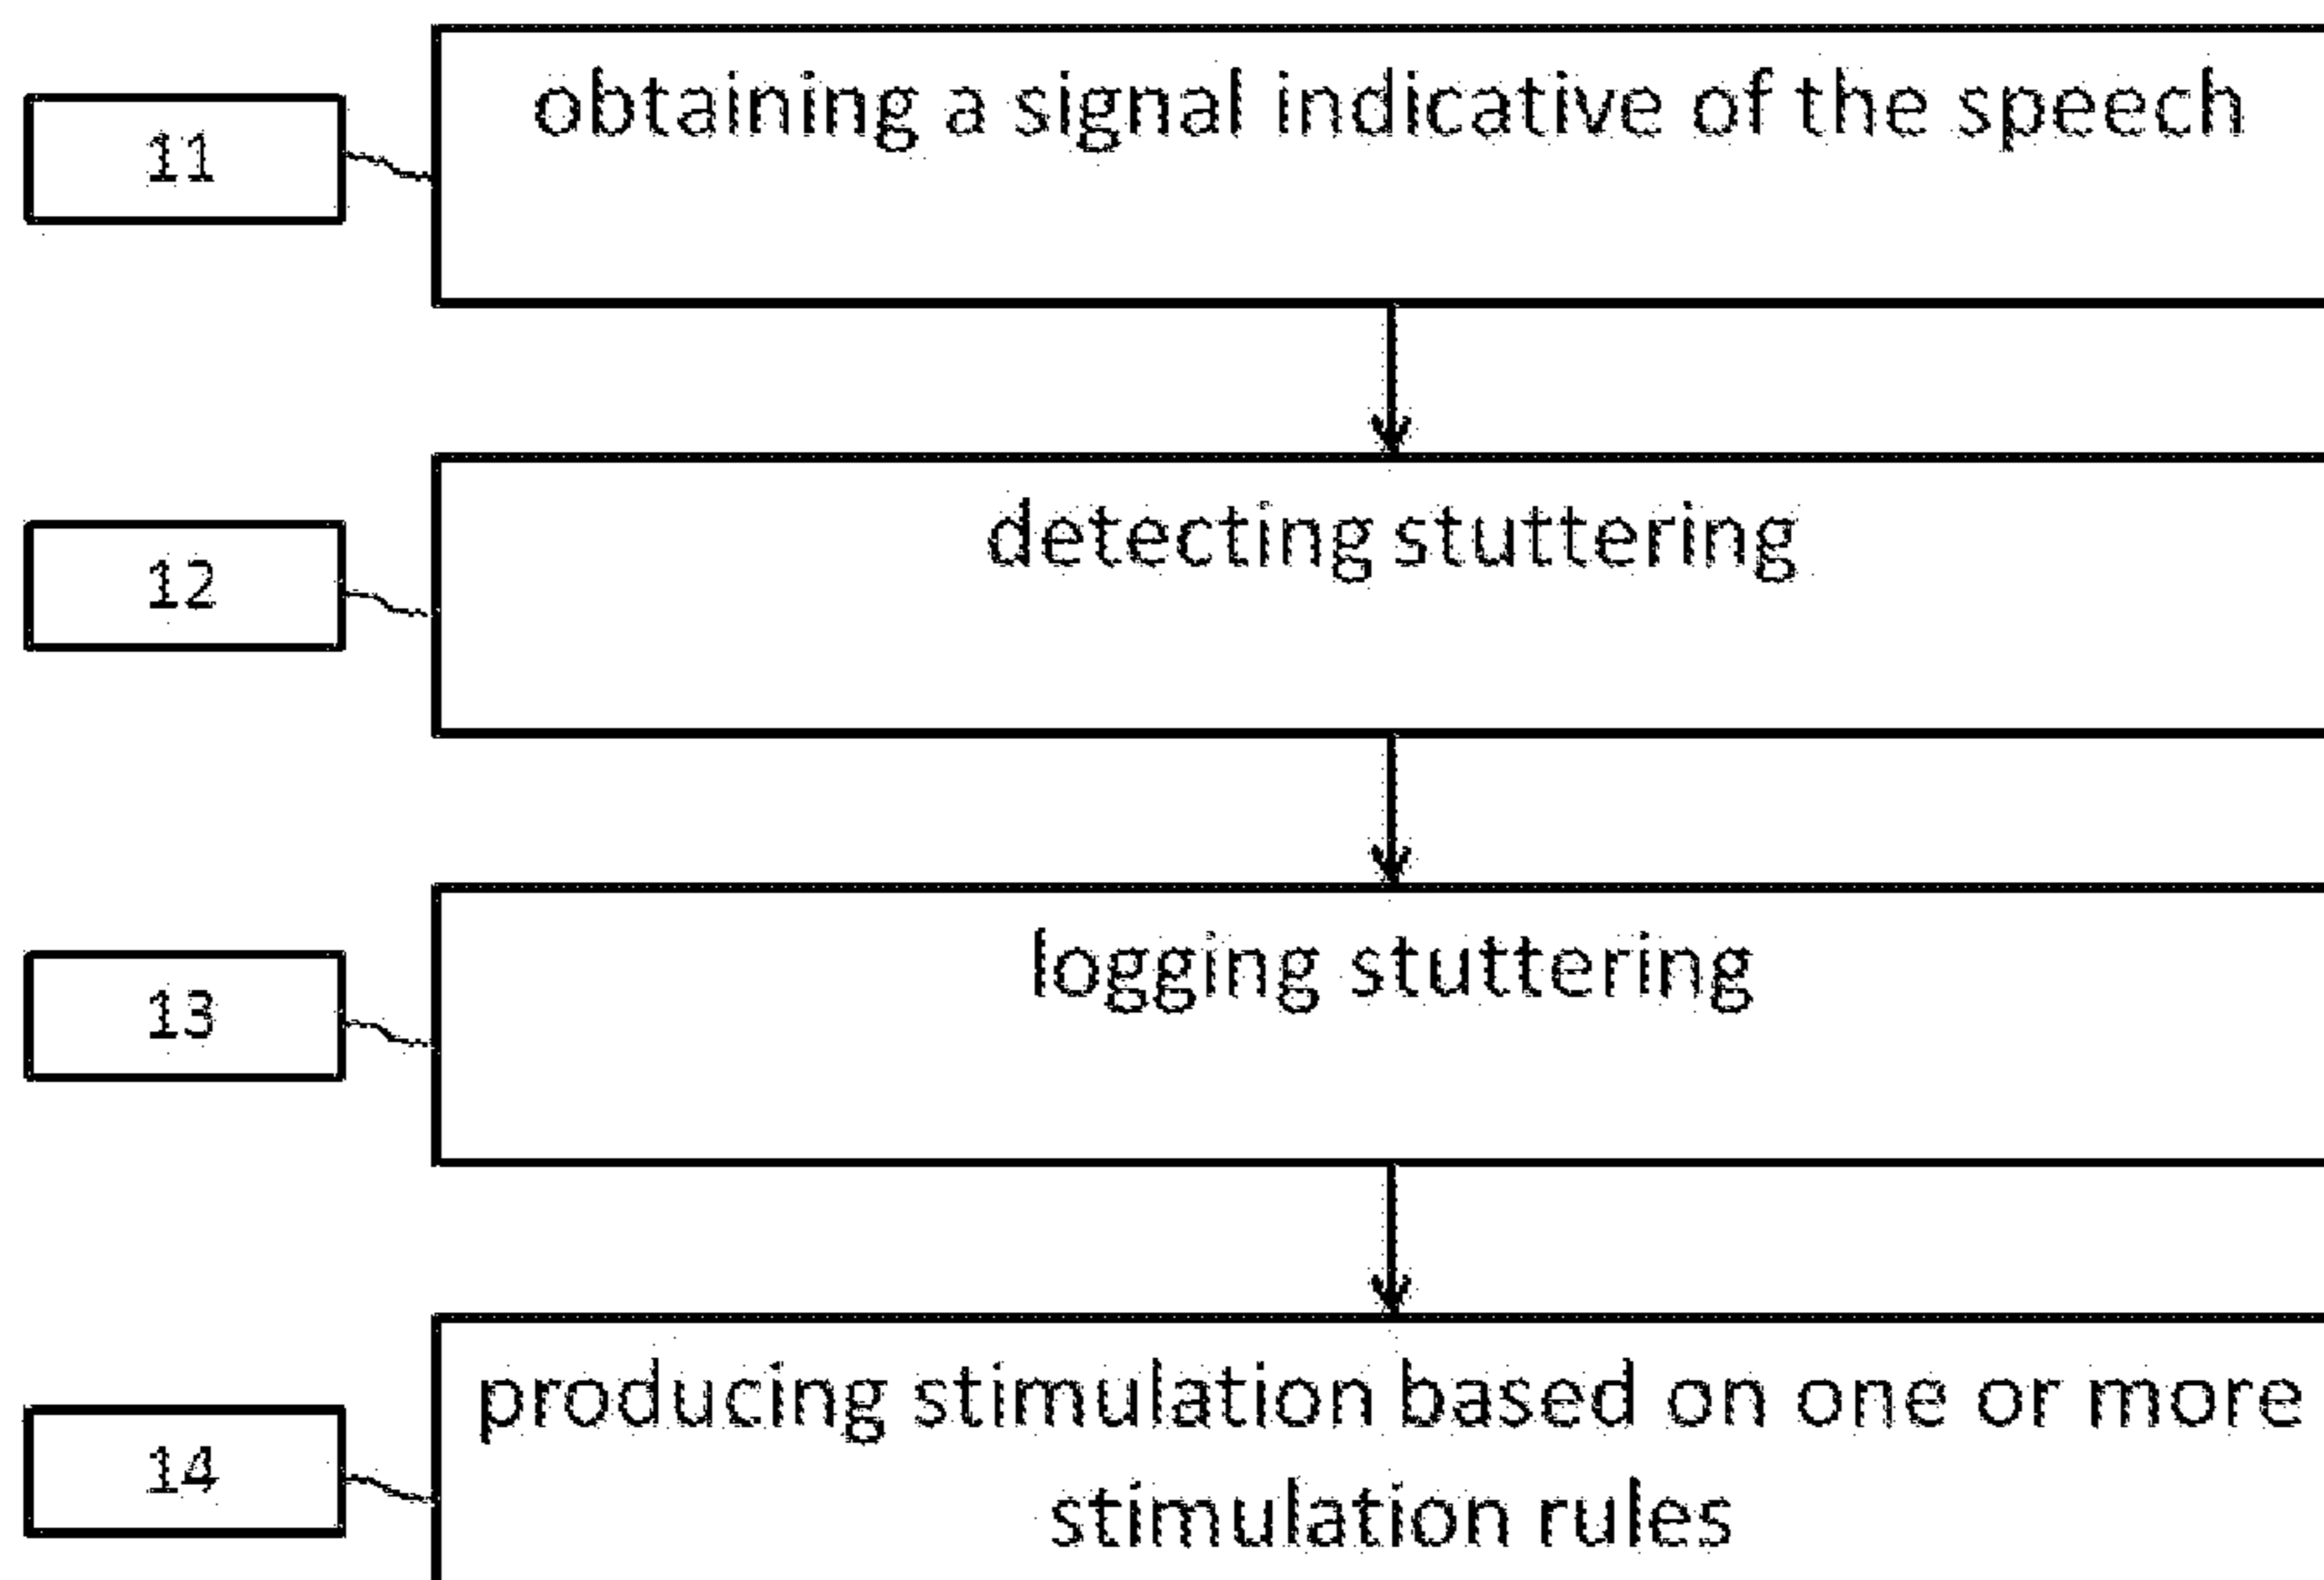 obtaining a signal indicative of the speech
11
detecting stuttering
12
logging stuttering
13
producing stimulation based on one or more
stimulation rules
14